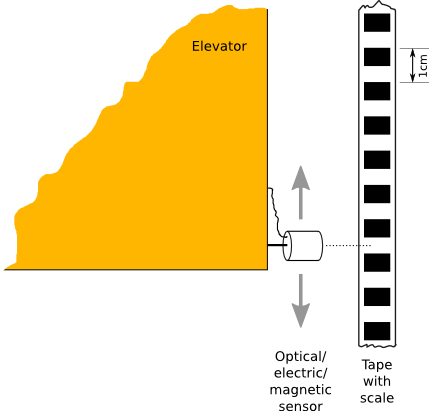 Elevator
1cm
Optical/
electric/
magnetic
sensor
Tape
with
scale